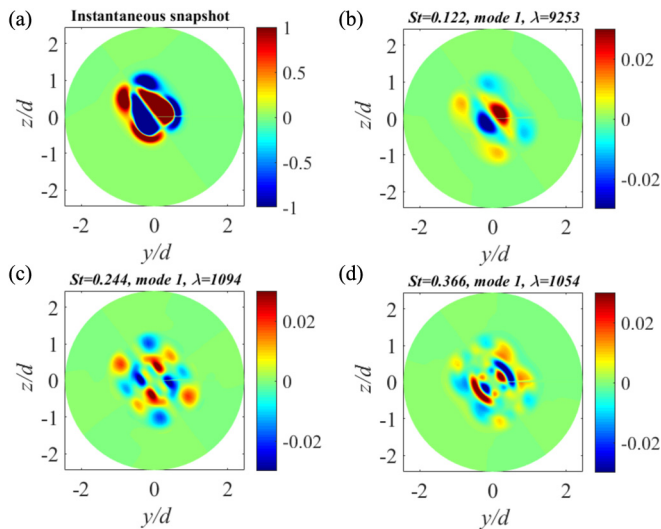 (a) Instantaneous snapshot
z/d
2
1
0
-1
-2
-2 0 2
y/d
1
0.5
0
-0.5
-1
(b) St=0.122, mode 1, λ=9253
z/d
2
1
0
-1
-2
-2 0 2
y/d
0.02
0
-0.02
(c) St=0.244, mode 1, λ=1094
z/d
2
1
0
-1
-2
-2 0 2
y/d
0.02
0
-0.02
(d) St=0.366, mode 1, λ=1054
z/d
2
1
0
-1
-2
-2 0 2
y/d
0.02
0
-0.02